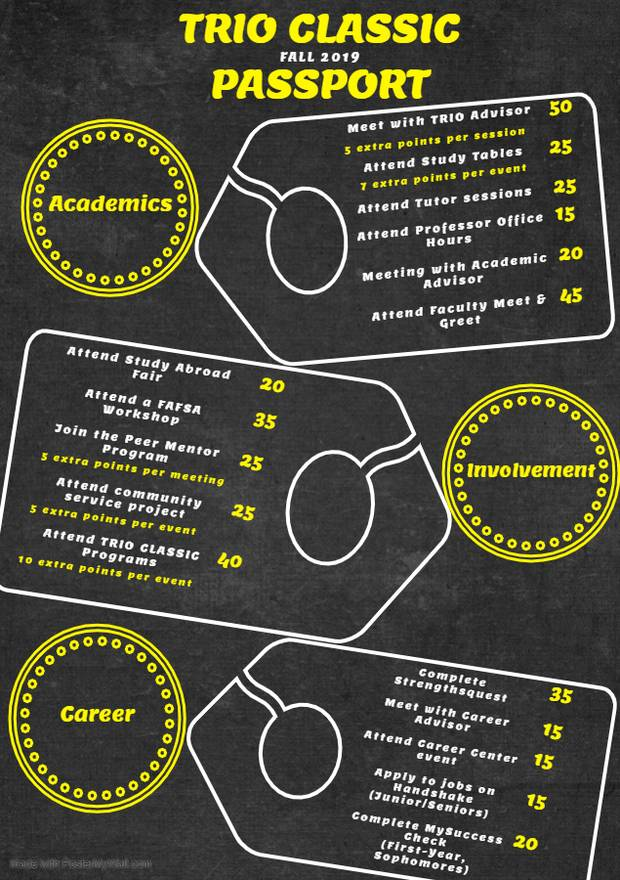 TRIO CLASSIC
FALL 2019
PASSPORT
Academics
Meet with TRIO Advisor 50
5 extra points per session
Attend Study Tables 25
7 extra points per event
Attend Tutor sessions 25
Attend Professor Office 15
Hours
Meeting with Academic 20
Advisor
Attend Faculty Meet & 45
Greet
Attend Study Abroad 20
Fair
Attend a FAFSA 35
Workshop
Join the Peer Mentor 25
Program
5 extra points per meeting
Attend community 25
service project
5 extra points per event
Attend TRIO CLASSIC 40
Programs
10 extra points per event
Involvement
Career
Complete 35
Strengthsquest
Meet with Career 15
Advisor
Attend Career Center 15
event
Apply to jobs on 15
Handshake
(Junior/Seniors)
Complete MySuccess 20
Check
(First-Year,
Sophomores)
Made with PosterMyWall.com